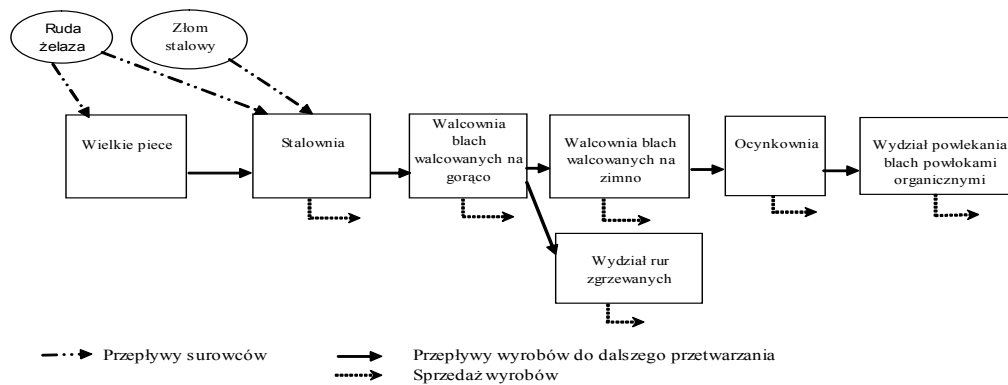 Ruda
żelaza
Złom
stalowy
Wielkie piece
Stalownia
Walcownia
blach
walcowanych na
gorąco
Walcownia blach
walcowanych na
zimno
Ocynkownia
Wydział powlekania
blach powłokami
organicznymi
Wydział rur
zgrzewanych
Przepływy surowców
Przepływy wyrobów do dalszego przetwarzania
Sprzedaż wyrobów